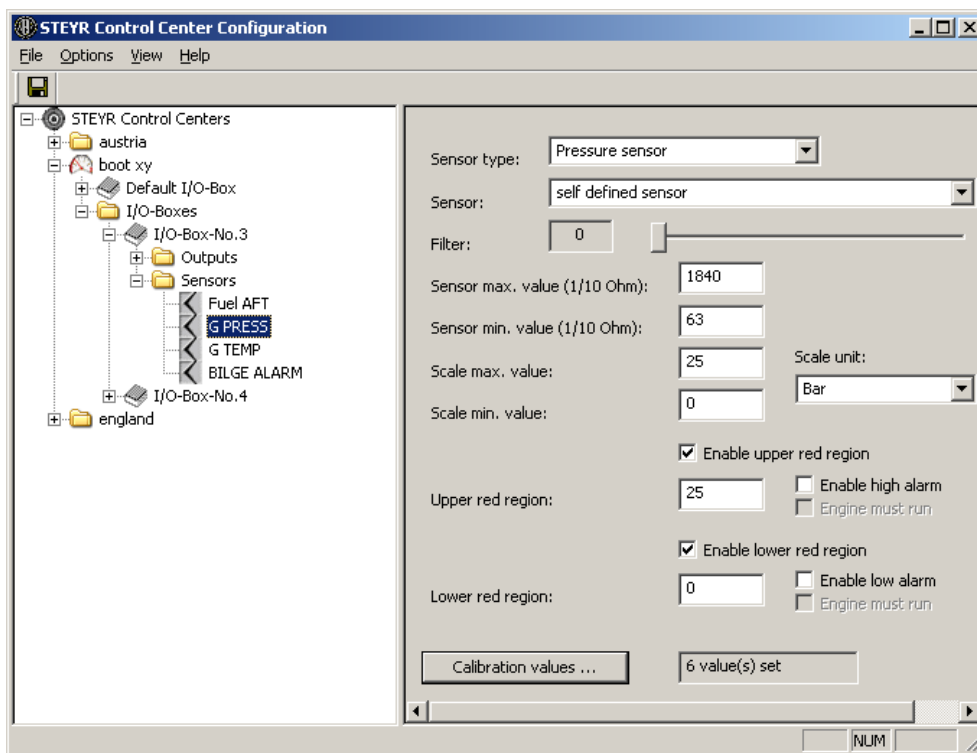 STEYR Control Center Configuration
File Options View Help
STEYR Control Centers
austria
boot xy
Default I/O-Box
I/O-Boxes
I/O-Box-No.3
Outputs
Sensors
Fuel AFT
G PRESS
G TEMP
BILGE ALARM
I/O-Box-No.4
england
Sensor type: Pressure sensor
Sensor: self defined sensor
Filter: 0
Sensor max. value (1/10 Ohm): 1840
Sensor min. value (1/10 Ohm): 63
Scale max. value: 25 Scale unit:
Bar
Scale min. value: 0
Enable upper red region
Upper red region: 25 Enable high alarm
Engine must run
Enable lower red region
Lower red region: 0 Enable low alarm
Engine must run
Calibration values ... 6 value(s) set
NUM